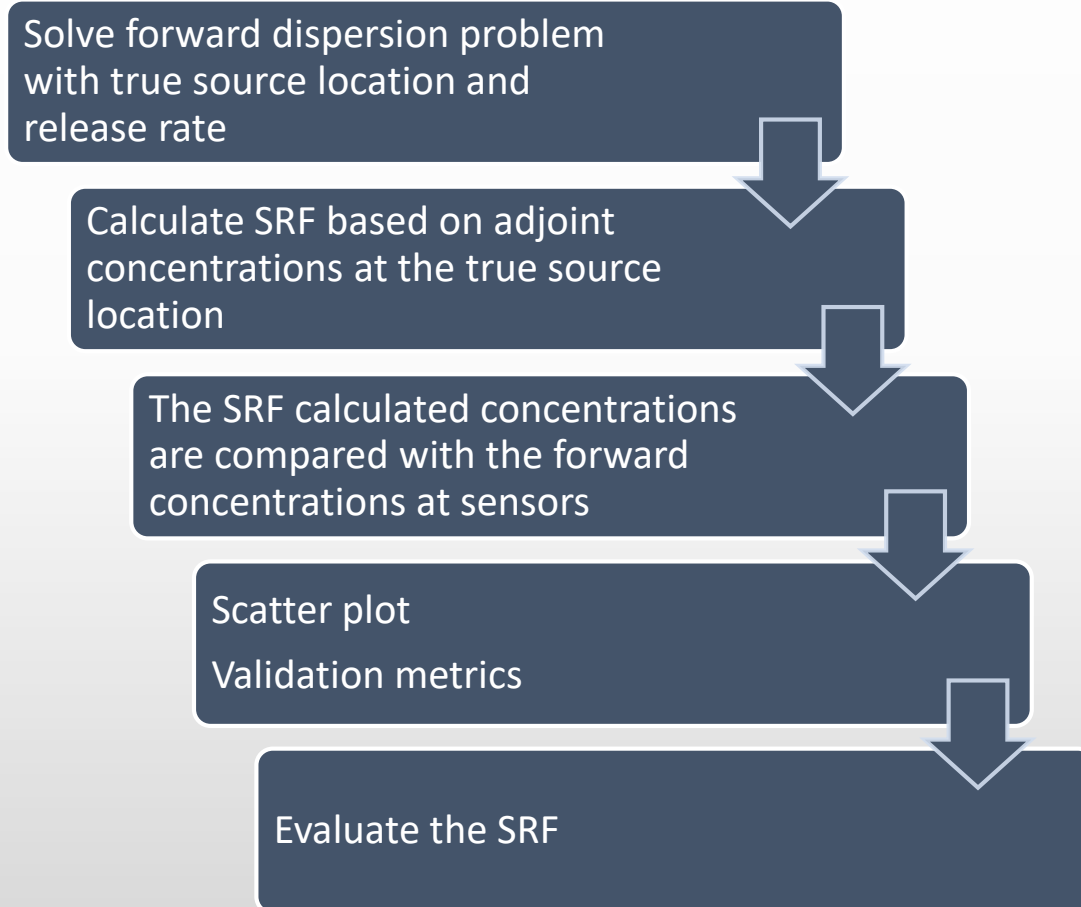 Solve forward dispersion problem
with true source location and
release rate
Calculate SRF based on adjoint
concentrations at the true source
location
The SRF calculated concentrations
are compared with the forward
concentrations at sensors
Scatter plot
Validation metrics
Evaluate the SRF